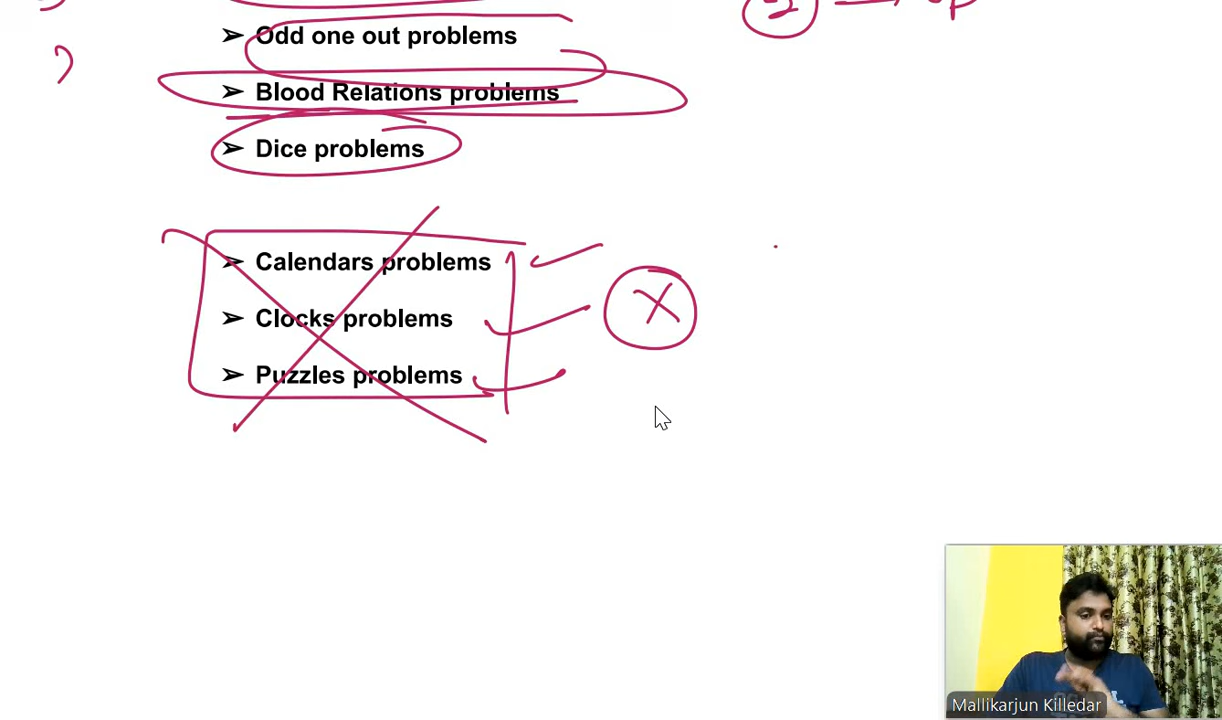 ➢ Odd one out problems
➢ Blood Relations problems
➢ Dice problems
➢ Calendars problems
➢ Clocks problems
➢ Puzzles problems
Mallikarjun Killedar